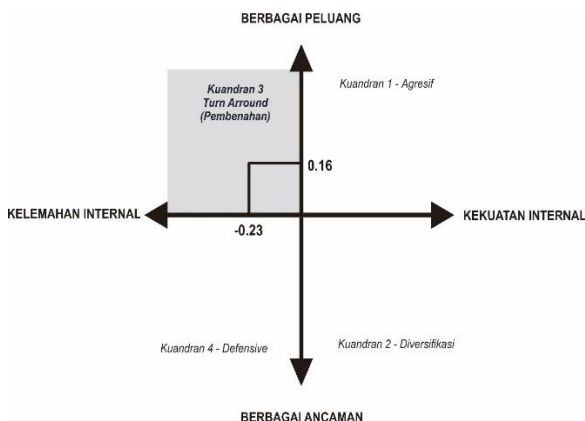 BERBAGAI PELUANG
Kuandran 3
Turn Arround
(Pembenahan)
Kuandran 1 - Agresif
0.16
KELEMAHAN INTERNAL
KEKUATAN INTERNAL
-0.23
Kuandran 4 - Defensive
Kuandran 2 - Diversifikasi
BERBAGAI ANCAMAN